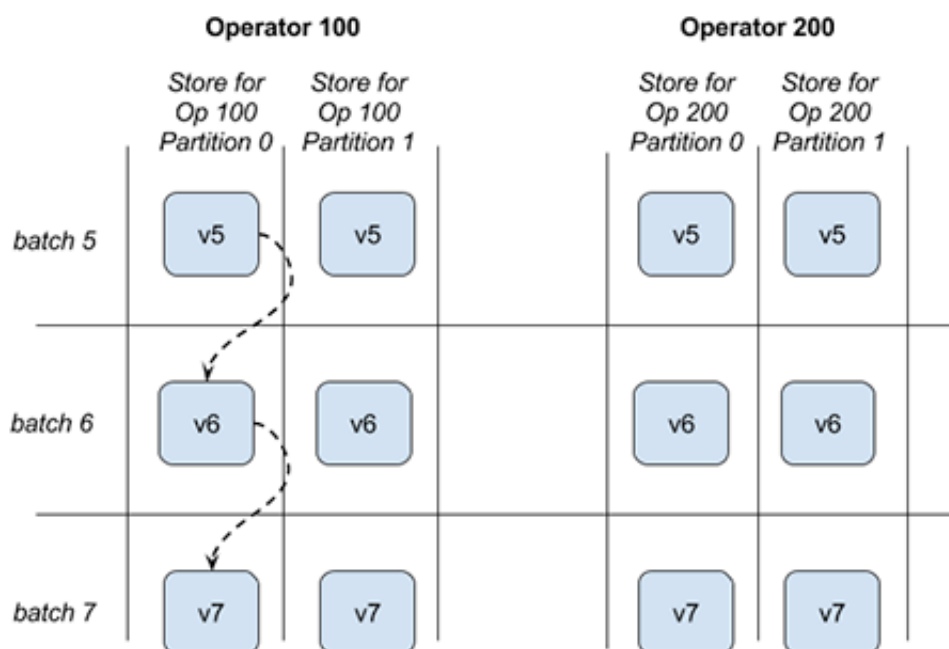 Operator 100
Operator 200
Store for
Op 100
Partition 0
Store for
Op 100
Partition 1
Store for
Op 200
Partition 0
Store for
Op 200
Partition 1
batch 5
v5
v5
v5
v5
batch 6
v6
v6
v6
v6
batch 7
v7
v7
v7
v7